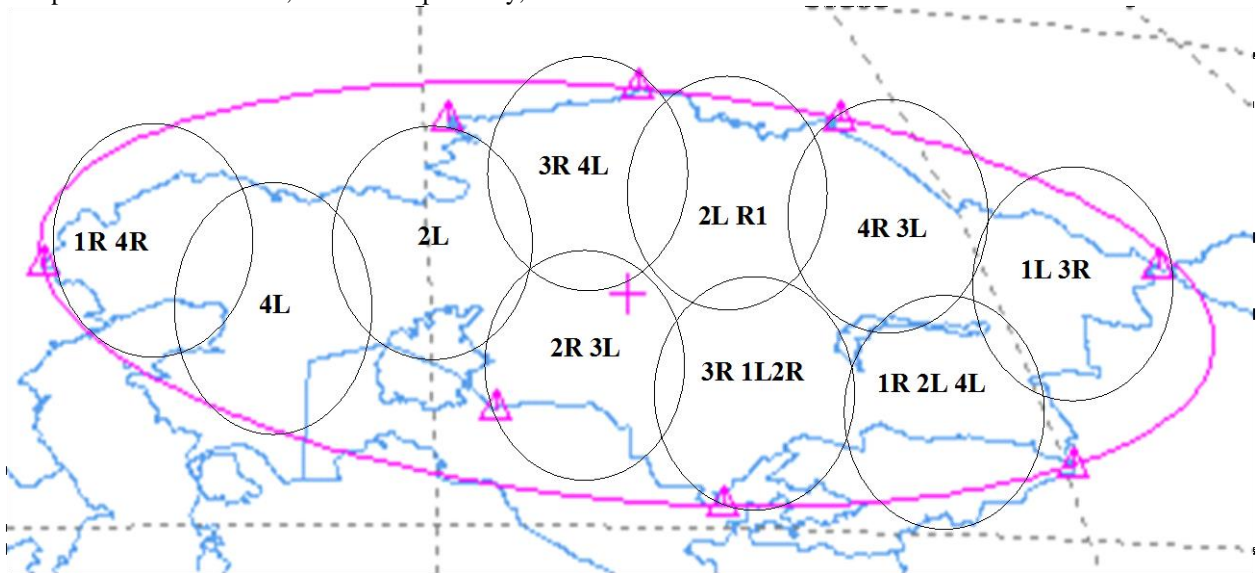 3R 4L
2L R1
4R 3L
1R 4R
2L
1L 3R
4L
2R 3L
3R 1L2R
1R 2L 4L